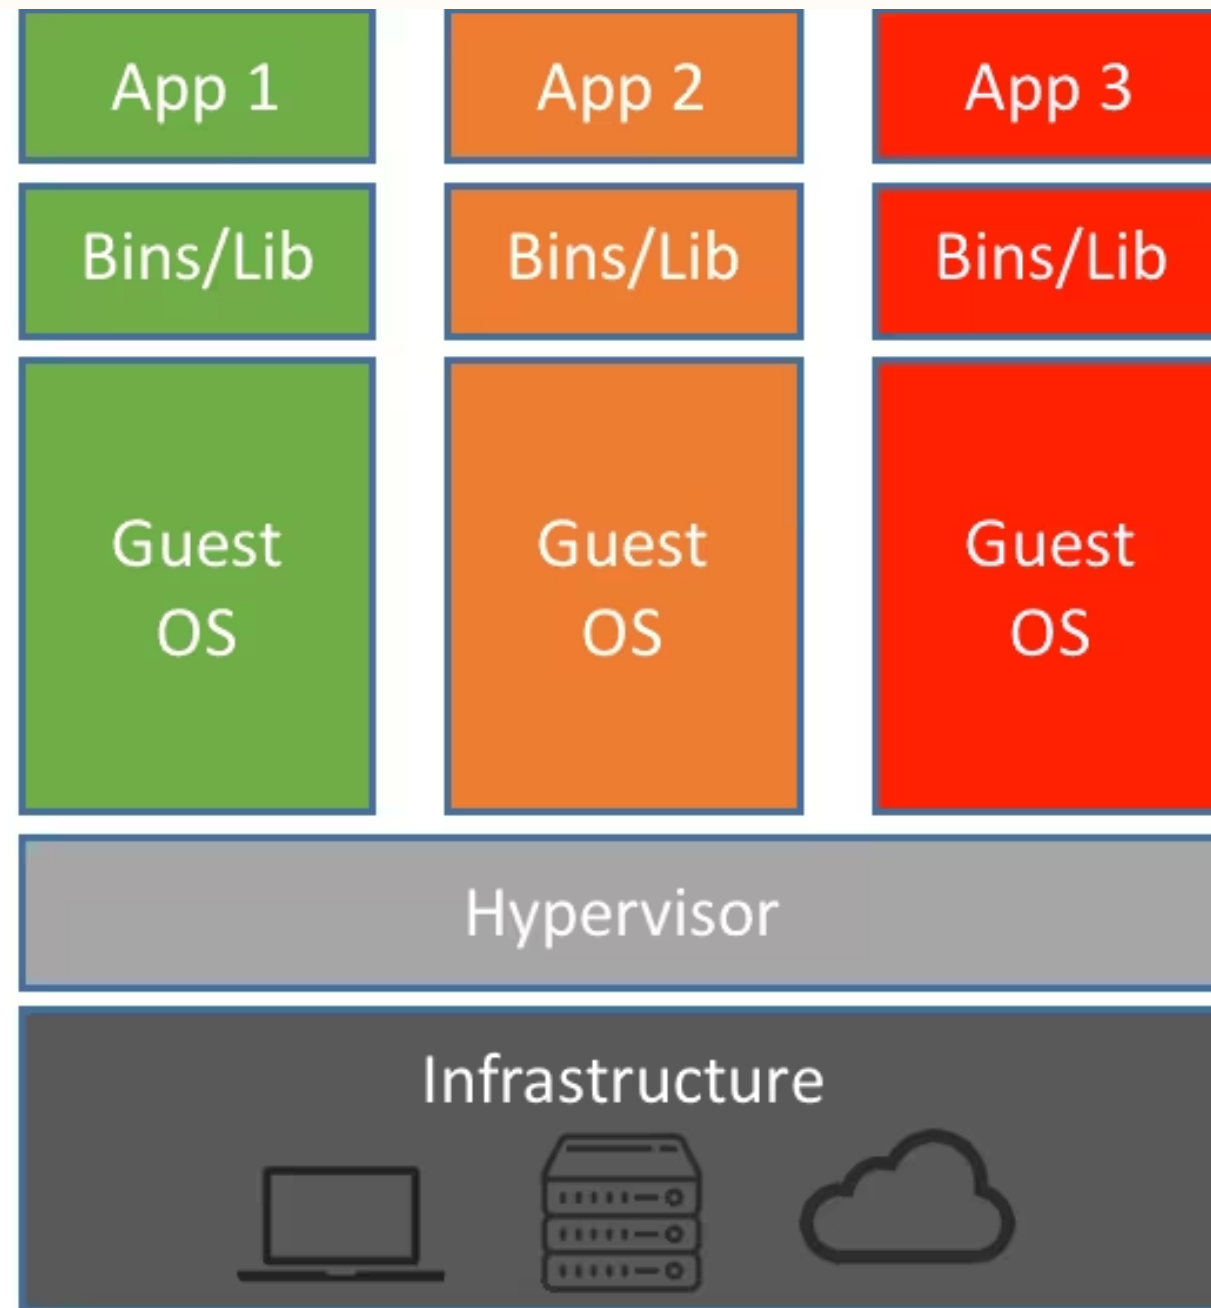 App 1
App 2
App 3
Bins/Lib
Bins/Lib
Bins/Lib
Guest
OS
Guest
OS
Guest
OS
Hypervisor
Infrastructure